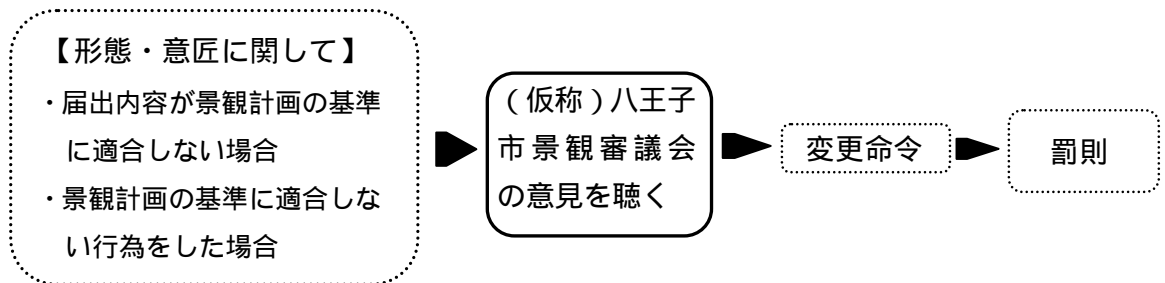 【形態・意匠に関して】
・届出内容が景観計画の基準
に適合しない場合
・景観計画の基準に適合しな
い行為をした場合
（仮称）八王子
市景観審議会
の意見を聴く
変更命令
罰則